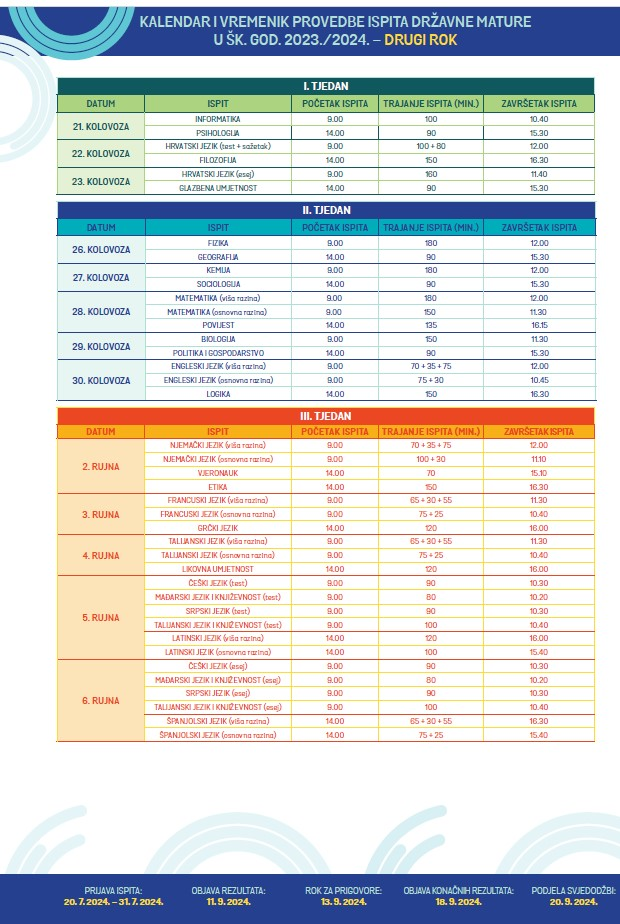 KALENDAR I VREMENIK PROVEDBE ISPITA DRŽAVNE MATURE
U ŠK. GOD. 2023./2024. – DRUGI ROK
I. TJEDAN
DATUM ISPIT POČETAK ISPITA TRAJANJE ISPITA (MIN.) ZAVRŠETAK ISPITA
21. KOLOVOZA
INFORMATIKA 9.00 100 10.40
PSIHOLOGIJA 14.00 90 15.30
22. KOLOVOZA
HRVATSKI JEZIK (test + sažetak) 9.00 100 + 80 12.00
FILOZOFIJA 14.00 150 16.30
23. KOLOVOZA
HRVATSKI JEZIK (esej) 9.00 160 11.40
GLAZBENA UMJETNOST 14.00 90 15.30
II. TJEDAN
DATUM ISPIT POČETAK ISPITA TRAJANJE ISPITA (MIN.) ZAVRŠETAK ISPITA
26. KOLOVOZA
FIZIKA 9.00 180 12.00
GEOGRAFIJA 14.00 90 15.30
27. KOLOVOZA
KEMIJA 9.00 180 12.00
SOCIOLOGIJA 14.00 90 15.30
28. KOLOVOZA
MATEMATIKA (viša razina) 9.00 180 12.00
MATEMATIKA (osnovna razina) 9.00 150 11.30
POVIJEST 14.00 135 16.15
29. KOLOVOZA
BIOLOGIJA 9.00 150 11.30
POLITIKA I GOSPODARSTVO 14.00 90 15.30
30. KOLOVOZA
ENGLESKI JEZIK (viša razina) 9.00 70 + 35 + 75 12.00
ENGLESKI JEZIK (osnovna razina) 9.00 75 + 30 10.45
LOGIKA 14.00 150 16.30
III. TJEDAN
DATUM ISPIT POČETAK ISPITA TRAJANJE ISPITA (MIN.) ZAVRŠETAK ISPITA
2. RUJNA
NJEMAČKI JEZIK (viša razina) 9.00 70 + 35 + 75 12.00
NJEMAČKI JEZIK (osnovna razina) 9.00 100 + 30 11.10
VJERONAUK 14.00 70 15.10
ETIKA 14.00 150 16.30
3. RUJNA
FRANCUSKI JEZIK (viša razina) 9.00 65 + 30 + 55 11.30
FRANCUSKI JEZIK (osnovna razina) 9.00 75 + 25 10.40
GRČKI JEZIK 14.00 120 16.00
4. RUJNA
TALIJANSKI JEZIK (viša razina) 9.00 65 + 30 + 55 11.30
TALIJANSKI JEZIK (osnovna razina) 9.00 75 + 25 10.40
LIKOVNA UMJETNOST 14.00 120 16.00
5. RUJNA
ČEŠKI JEZIK (test) 9.00 90 10.30
MAĐARSKI JEZIK I KNJIŽEVNOST (test) 9.00 80 10.20
SRPSKI JEZIK (test) 9.00 90 10.30
TALIJANSKI JEZIK I KNJIŽEVNOST (test) 9.00 100 10.40
LATINSKI JEZIK (viša razina) 14.00 120 16.00
LATINSKI JEZIK (osnovna razina) 14.00 100 15.40
6. RUJNA
ČEŠKI JEZIK (esej) 9.00 90 10.30
MAĐARSKI JEZIK I KNJIŽEVNOST (esej) 9.00 80 10.20
SRPSKI JEZIK (esej) 9.00 90 10.30
TALIJANSKI JEZIK I KNJIŽEVNOST (esej) 9.00 100 10.40
ŠPANJOLSKI JEZIK (viša razina) 14.00 65 + 30 + 55 16.30
ŠPANJOLSKI JEZIK (osnovna razina) 14.00 75 + 25 15.40
PRIJAVA ISPITA: OBJAVA REZULTATA: ROK ZA PRIGOVORE: OBJAVA KONAČNIH REZULTATA: PODJELA SVJEDODŽBI:
20. 7. 2024. – 31. 7. 2024. 11. 9. 2024. 13. 9. 2024. 18. 9. 2024. 20. 9. 2024.